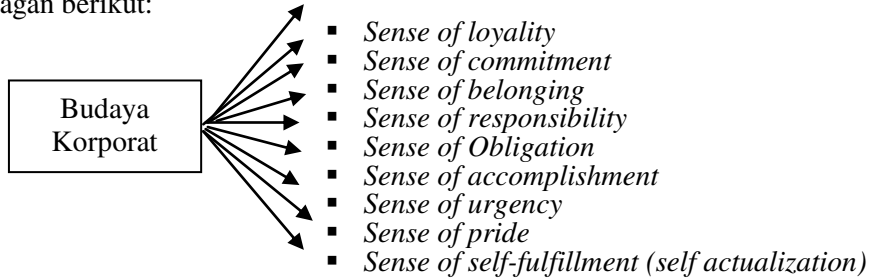 agan berikut:
Budaya
Korporat
▪ Sense of loyality
▪ Sense of commitment
▪ Sense of belonging
▪ Sense of responsibility
▪ Sense of Obligation
▪ Sense of accomplishment
▪ Sense of urgency
▪ Sense of pride
▪ Sense of self-fulfillment (self actualization)